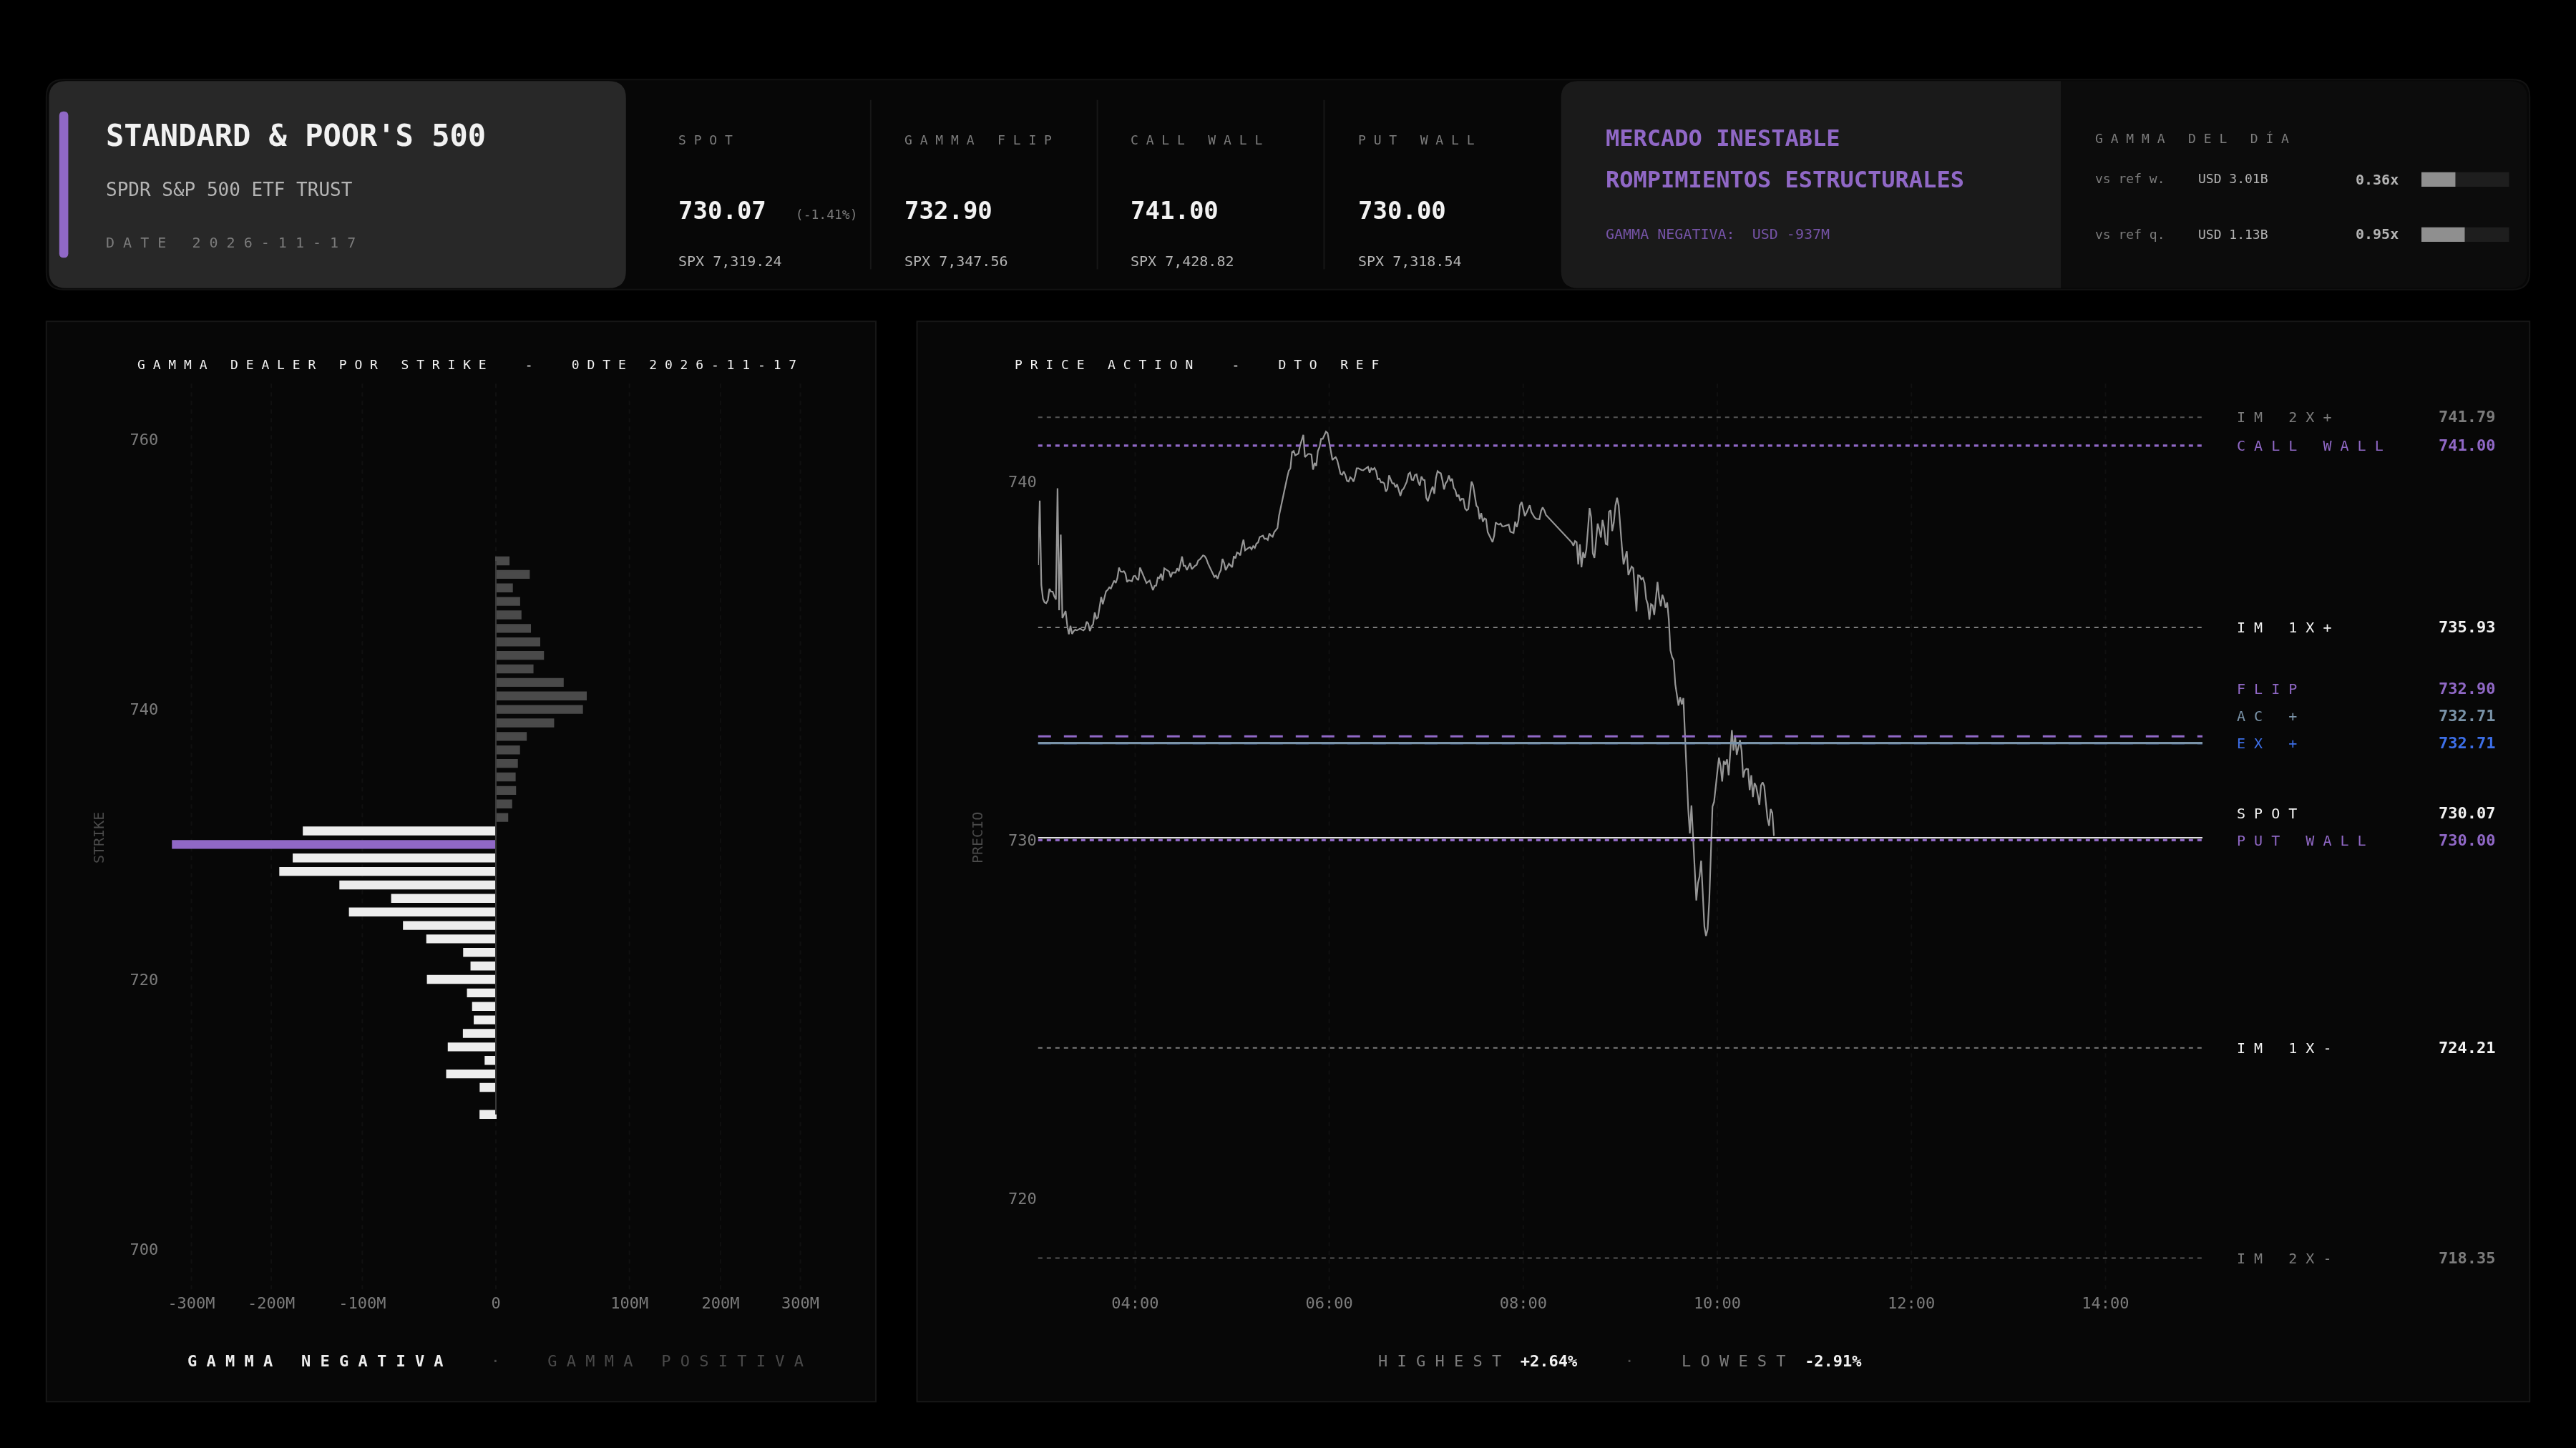 STANDARD & POOR'S 500
SPDR S&P 500 ETF TRUST
DATE 2026-11-17
SPOT
730.07 (-1.41%)
SPX 7,319.24
GAMMA FLIP
732.90
SPX 7,347.56
CALL WALL
741.00
SPX 7,428.82
PUT WALL
730.00
SPX 7,318.54
MERCADO INESTABLE
ROMPIMIENTOS ESTRUCTURALES
GAMMA NEGATIVA: USD -937M
GAMMA DEL DÍA
vs ref w. USD 3.01B 0.36x
vs ref q. USD 1.13B 0.95x
GAMMA DEALER POR STRIKE - 0DTE 2026-11-17
760
740
720
700
STRIKE
-300M -200M -100M 0 100M 200M 300M
GAMMA NEGATIVA · GAMMA POSITIVA
PRICE ACTION - DTO REF
740
730
720
PRECIO
IM 2X+ 741.79
CALL WALL 741.00
IM 1X+ 735.93
FLIP 732.90
AC + 732.71
EX + 732.71
SPOT 730.07
PUT WALL 730.00
IM 1X- 724.21
IM 2X- 718.35
04:00 06:00 08:00 10:00 12:00 14:00
HIGHEST +2.64% · LOWEST -2.91%